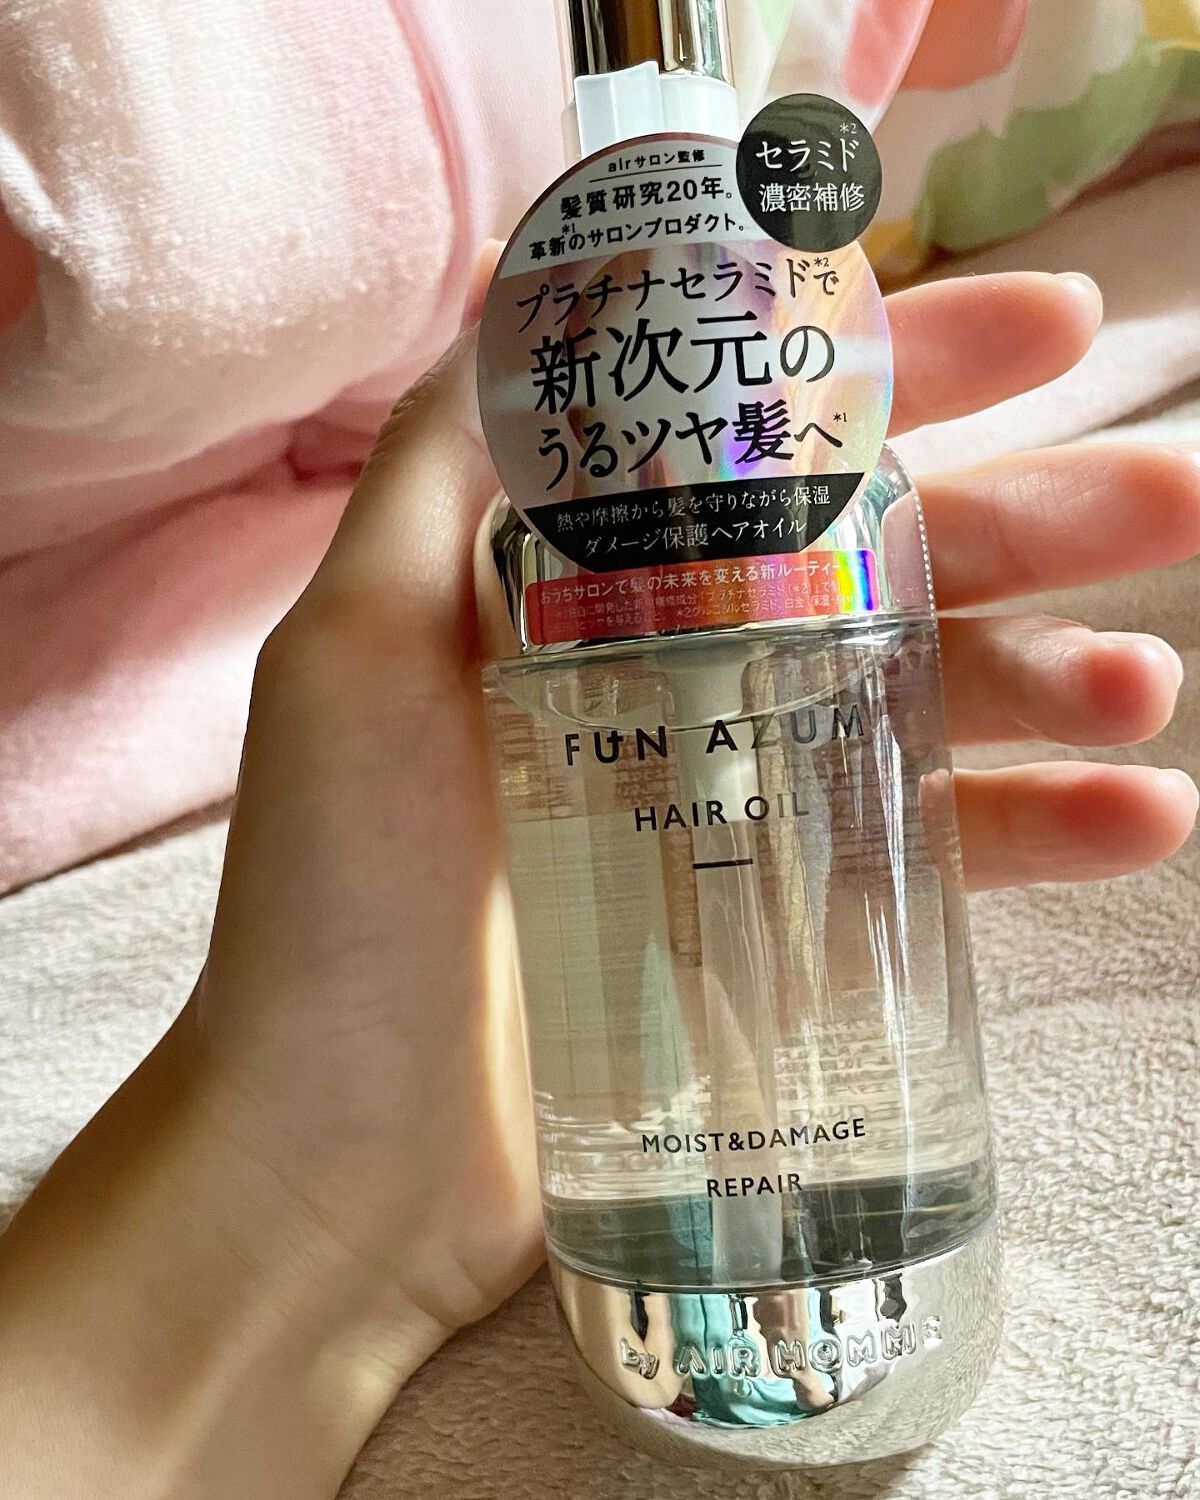 airサロン監修
髪質研究20年。
革新*1のサロンプロダクト。
セラミド*2
濃密補修
プラチナセラミド*2で
新次元の
うるツヤ髪へ*1
熱や摩擦から髪を守りながら保湿
ダメージ保護ヘアオイル
おうちサロンで髪の未来を変える新ルーティー
FUN AZUM
HAIR OIL
MOIST&DAMAGE
REPAIR
by AIR HOMME